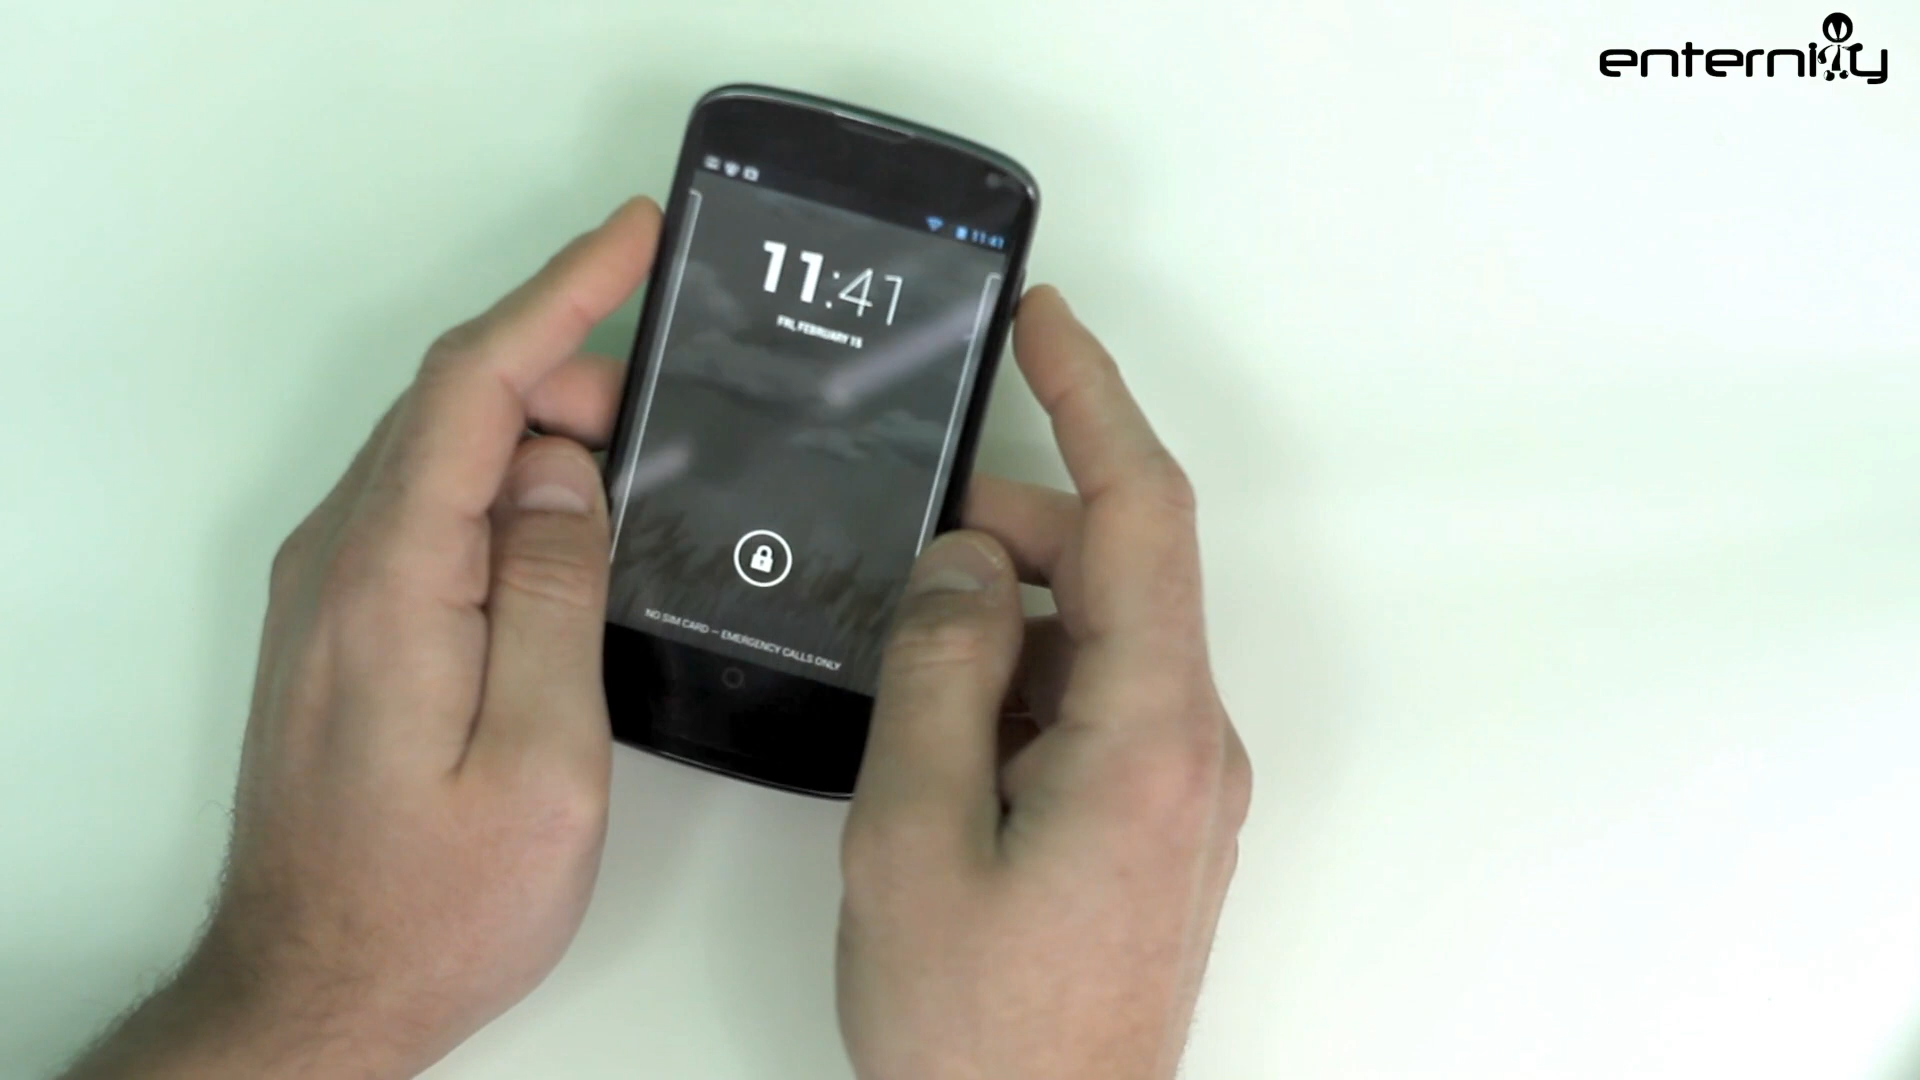 enternity
11:41
11:41
FRI, FEBRUARY 15
NO SIM CARD — EMERGENCY CALLS ONLY